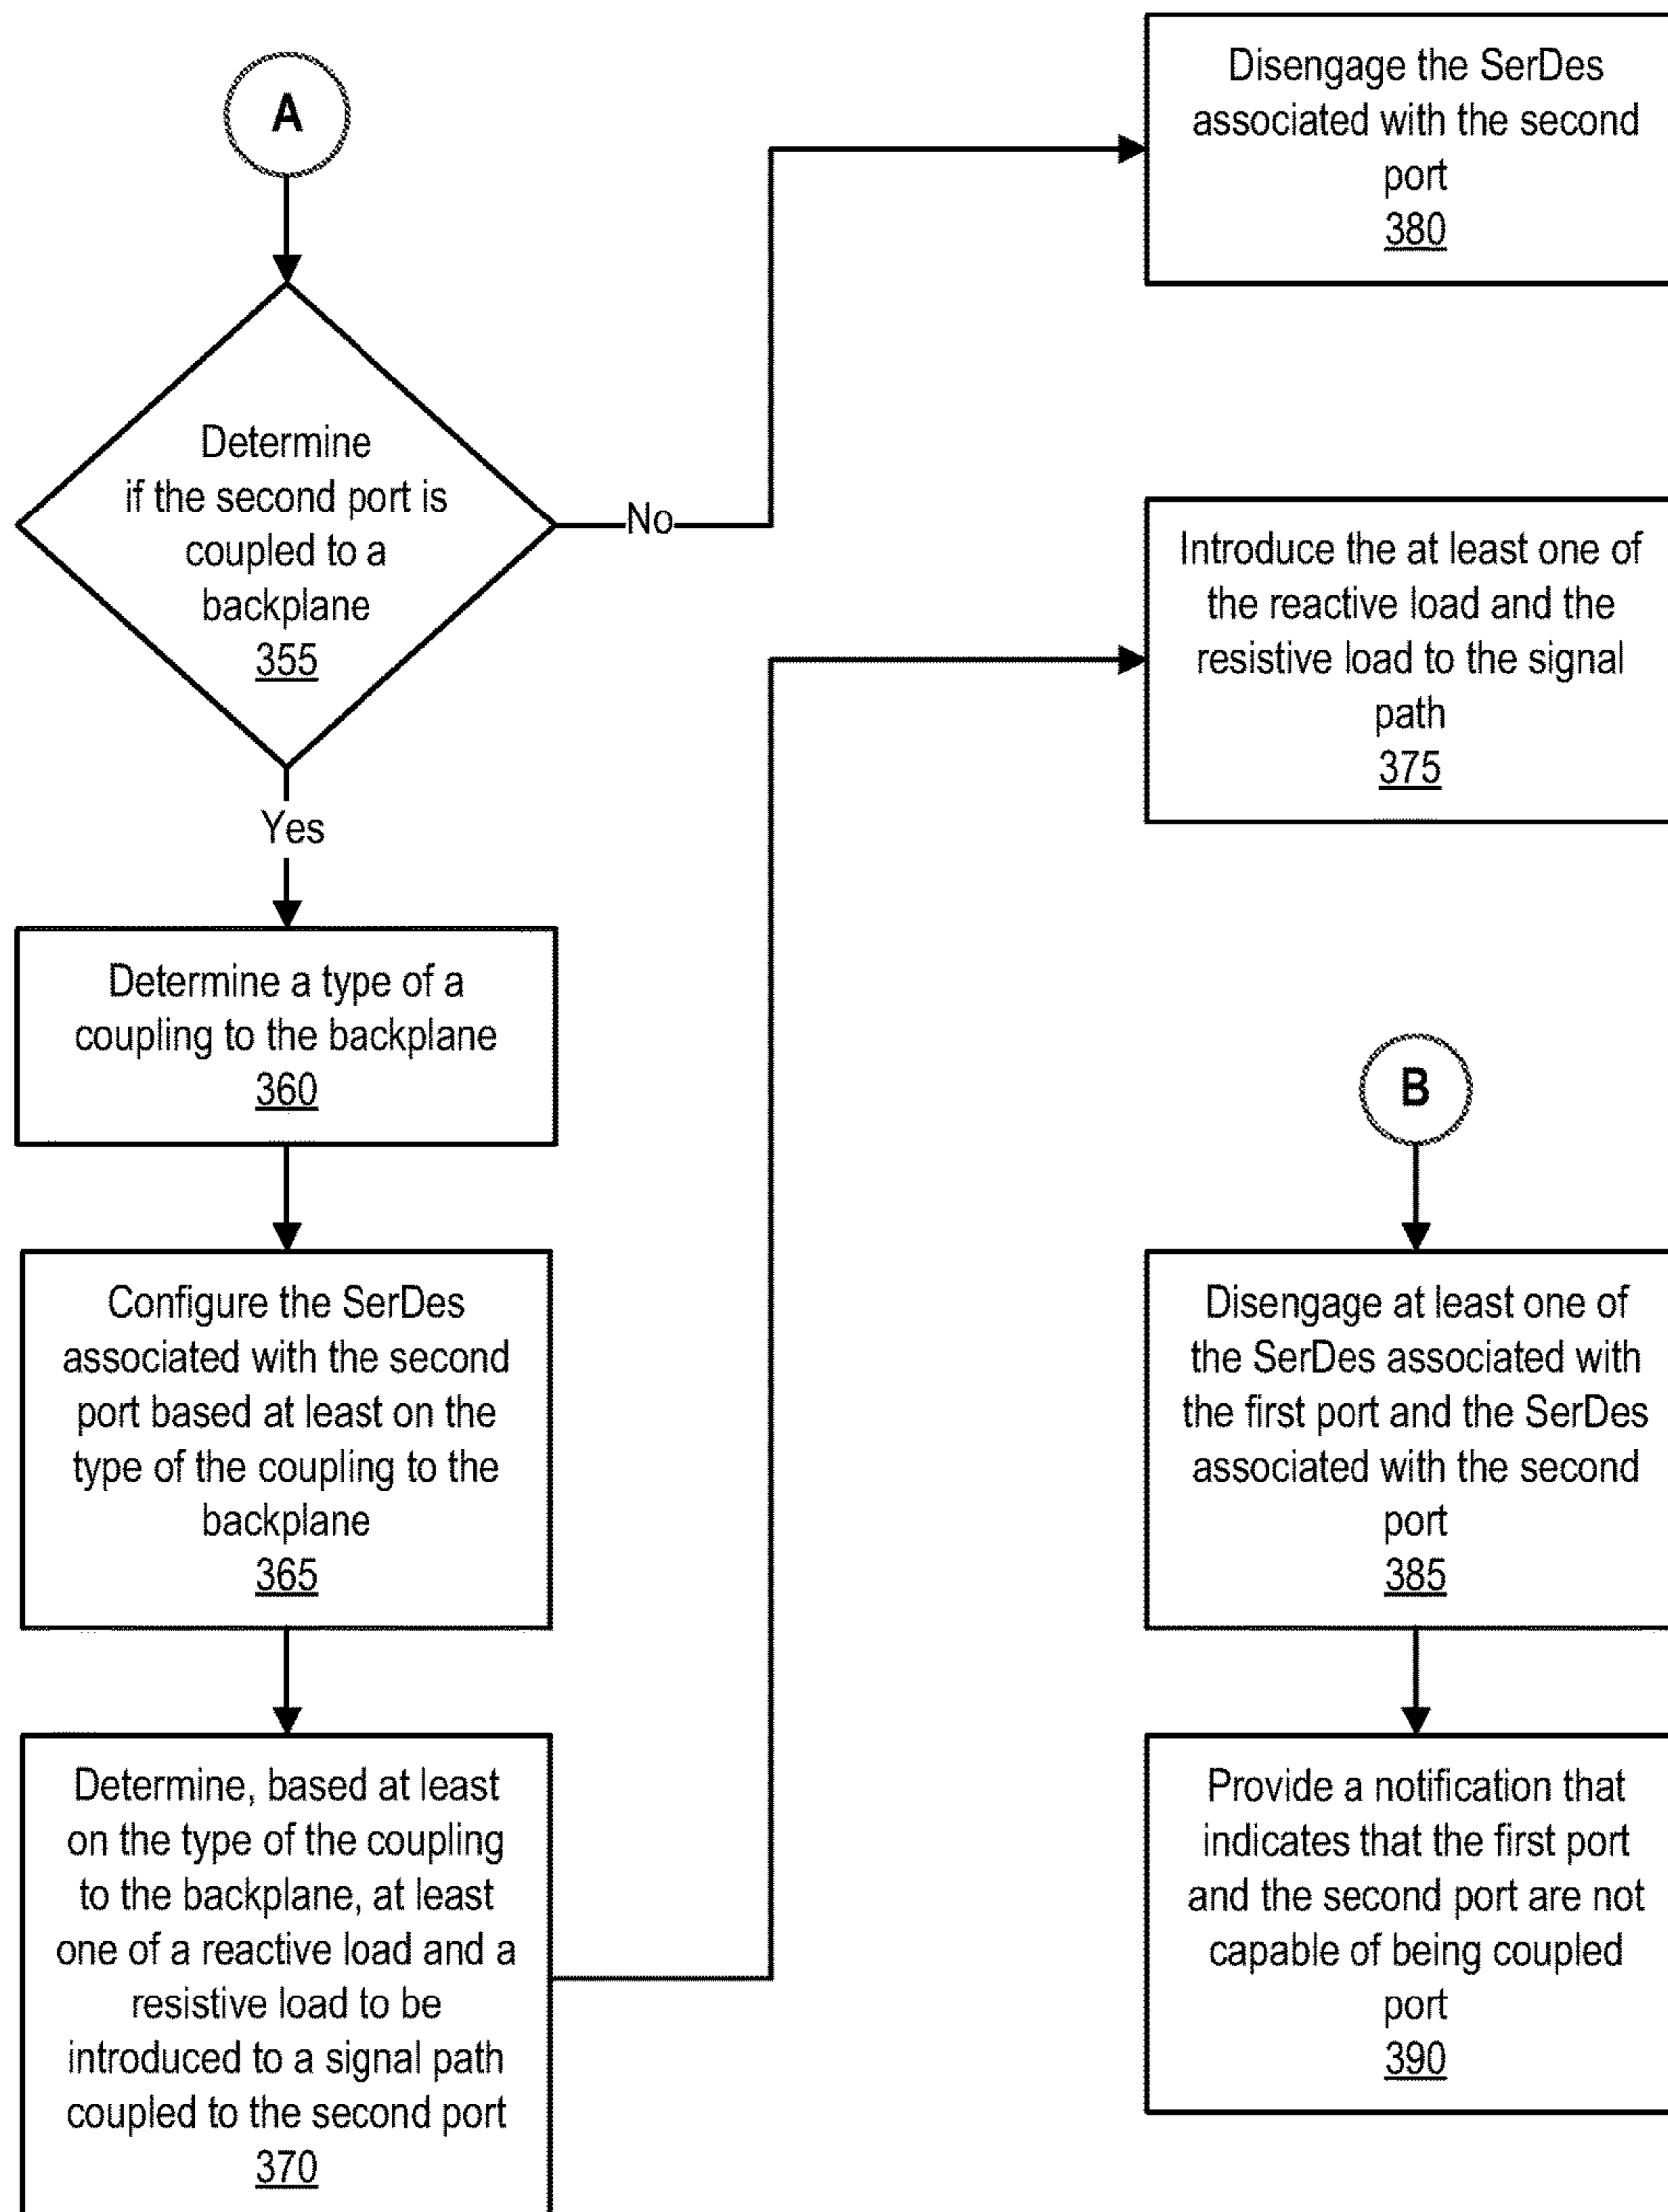 A
Determine
if the second port is
coupled to a
backplane
355
No
Yes
Determine a type of a
coupling to the backplane
360
Configure the SerDes
associated with the second
port based at least on the
type of the coupling to the
backplane
365
Determine, based at least
on the type of the coupling
to the backplane, at least
one of a reactive load and a
resistive load to be
introduced to a signal path
coupled to the second port
370
Disengage the SerDes
associated with the second
port
380
Introduce the at least one of
the reactive load and the
resistive load to the signal
path
375
B
Disengage at least one of
the SerDes associated with
the first port and the SerDes
associated with the second
port
385
Provide a notification that
indicates that the first port
and the second port are not
capable of being coupled
port
390